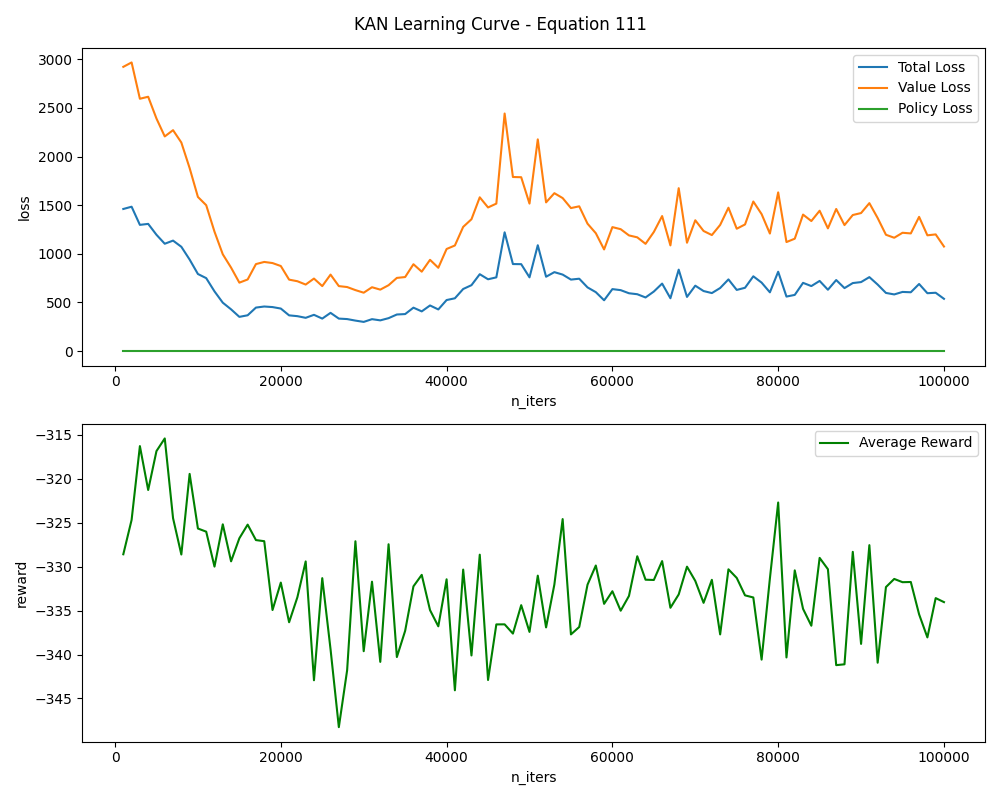 KAN Learning Curve - Equation 111
3000
2500
2000
1500
1000
500
0
loss
Total Loss
Value Loss
Policy Loss
0
20000
40000
60000
80000
100000
n_iters
−315
−320
−325
−330
−335
−340
−345
reward
Average Reward
0
20000
40000
60000
80000
100000
n_iters